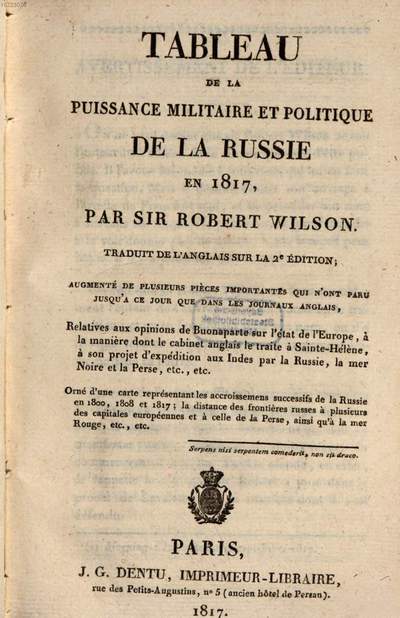 TABLEAU
DE LA
PUISSANCE MILITAIRE ET POLITIQUE
DE LA RUSSIE
EN 1817,
PAR SIR ROBERT WILSON.
TRADUIT DE L'ANGLAIS SUR LA 2e ÉDITION;
AUGMENTÉ DE PLUSIEURS PIÈCES IMPORTANTES QUI N'ONT PARU
JUSQU'A CE JOUR QUE DANS LES JOURNAUX ANGLAIS,
Relatives aux opinions de Buonaparte sur l'état de l'Europe, à
la manière dont le cabinet anglais le traite à Sainte-Hélène,
à son projet d'expédition aux Indes par la Russie, la mer
Noire et la Perse, etc., etc.
Orné d'une carte représentant les accroissemens successifs de la Russie
en 1800, 1808 et 1817; la distance des frontières russes à plusieurs
des capitales européennes et à celle de la Perse, ainsi qu'à la mer
Rouge, etc., etc.
Serpens nisi serpentem comederit, non fit draco.
PARIS,
J. G. DENTU, IMPRIMEUR-LIBRAIRE,
rue des Petits-Augustins, nº 5 (ancien hôtel de Persan).
1817.